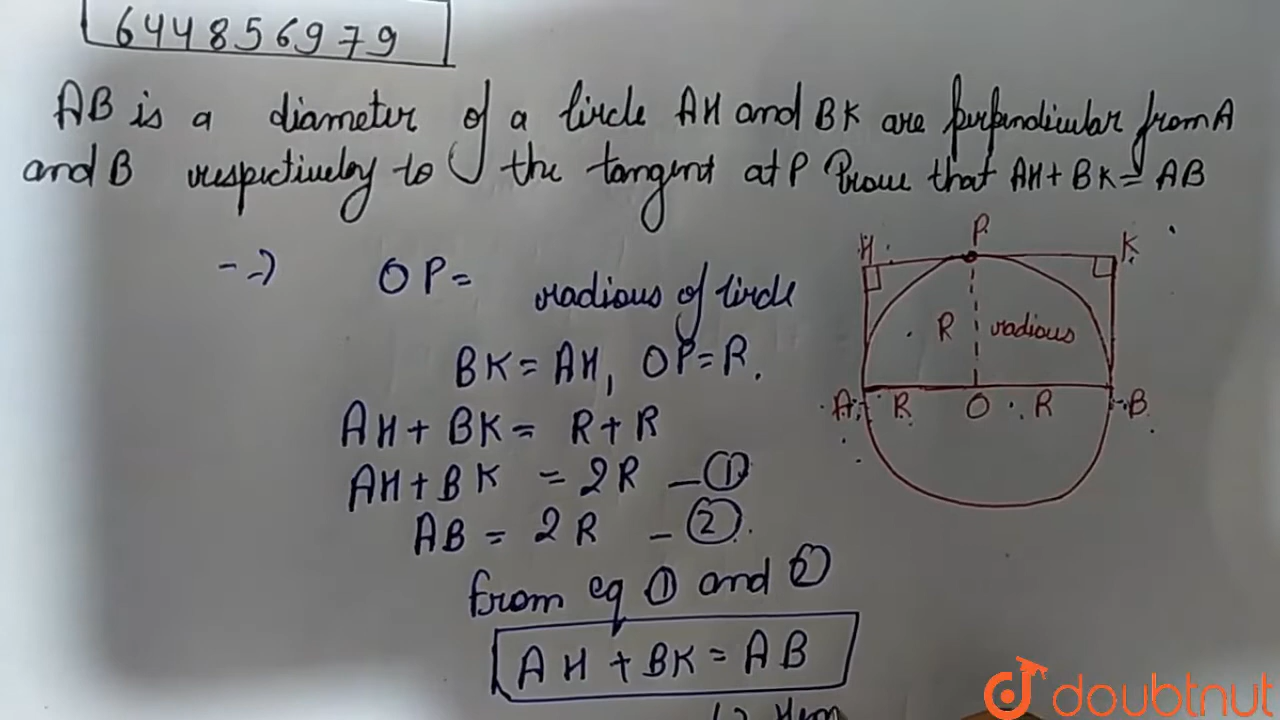 644856979
AB is a diameter of a circle AH and BK are perpendicular from A
and B respectively to the tangent at P Prove that AH + BK = AB
P
H
K
OP = radious of circle
R radious
BK = AH, OP = R.
A R O R B
AH + BK = R + R
AH + BK = 2R - ①
AB = 2R - ②.
from eq ① and ②
AH + BK = AB
doubtnut